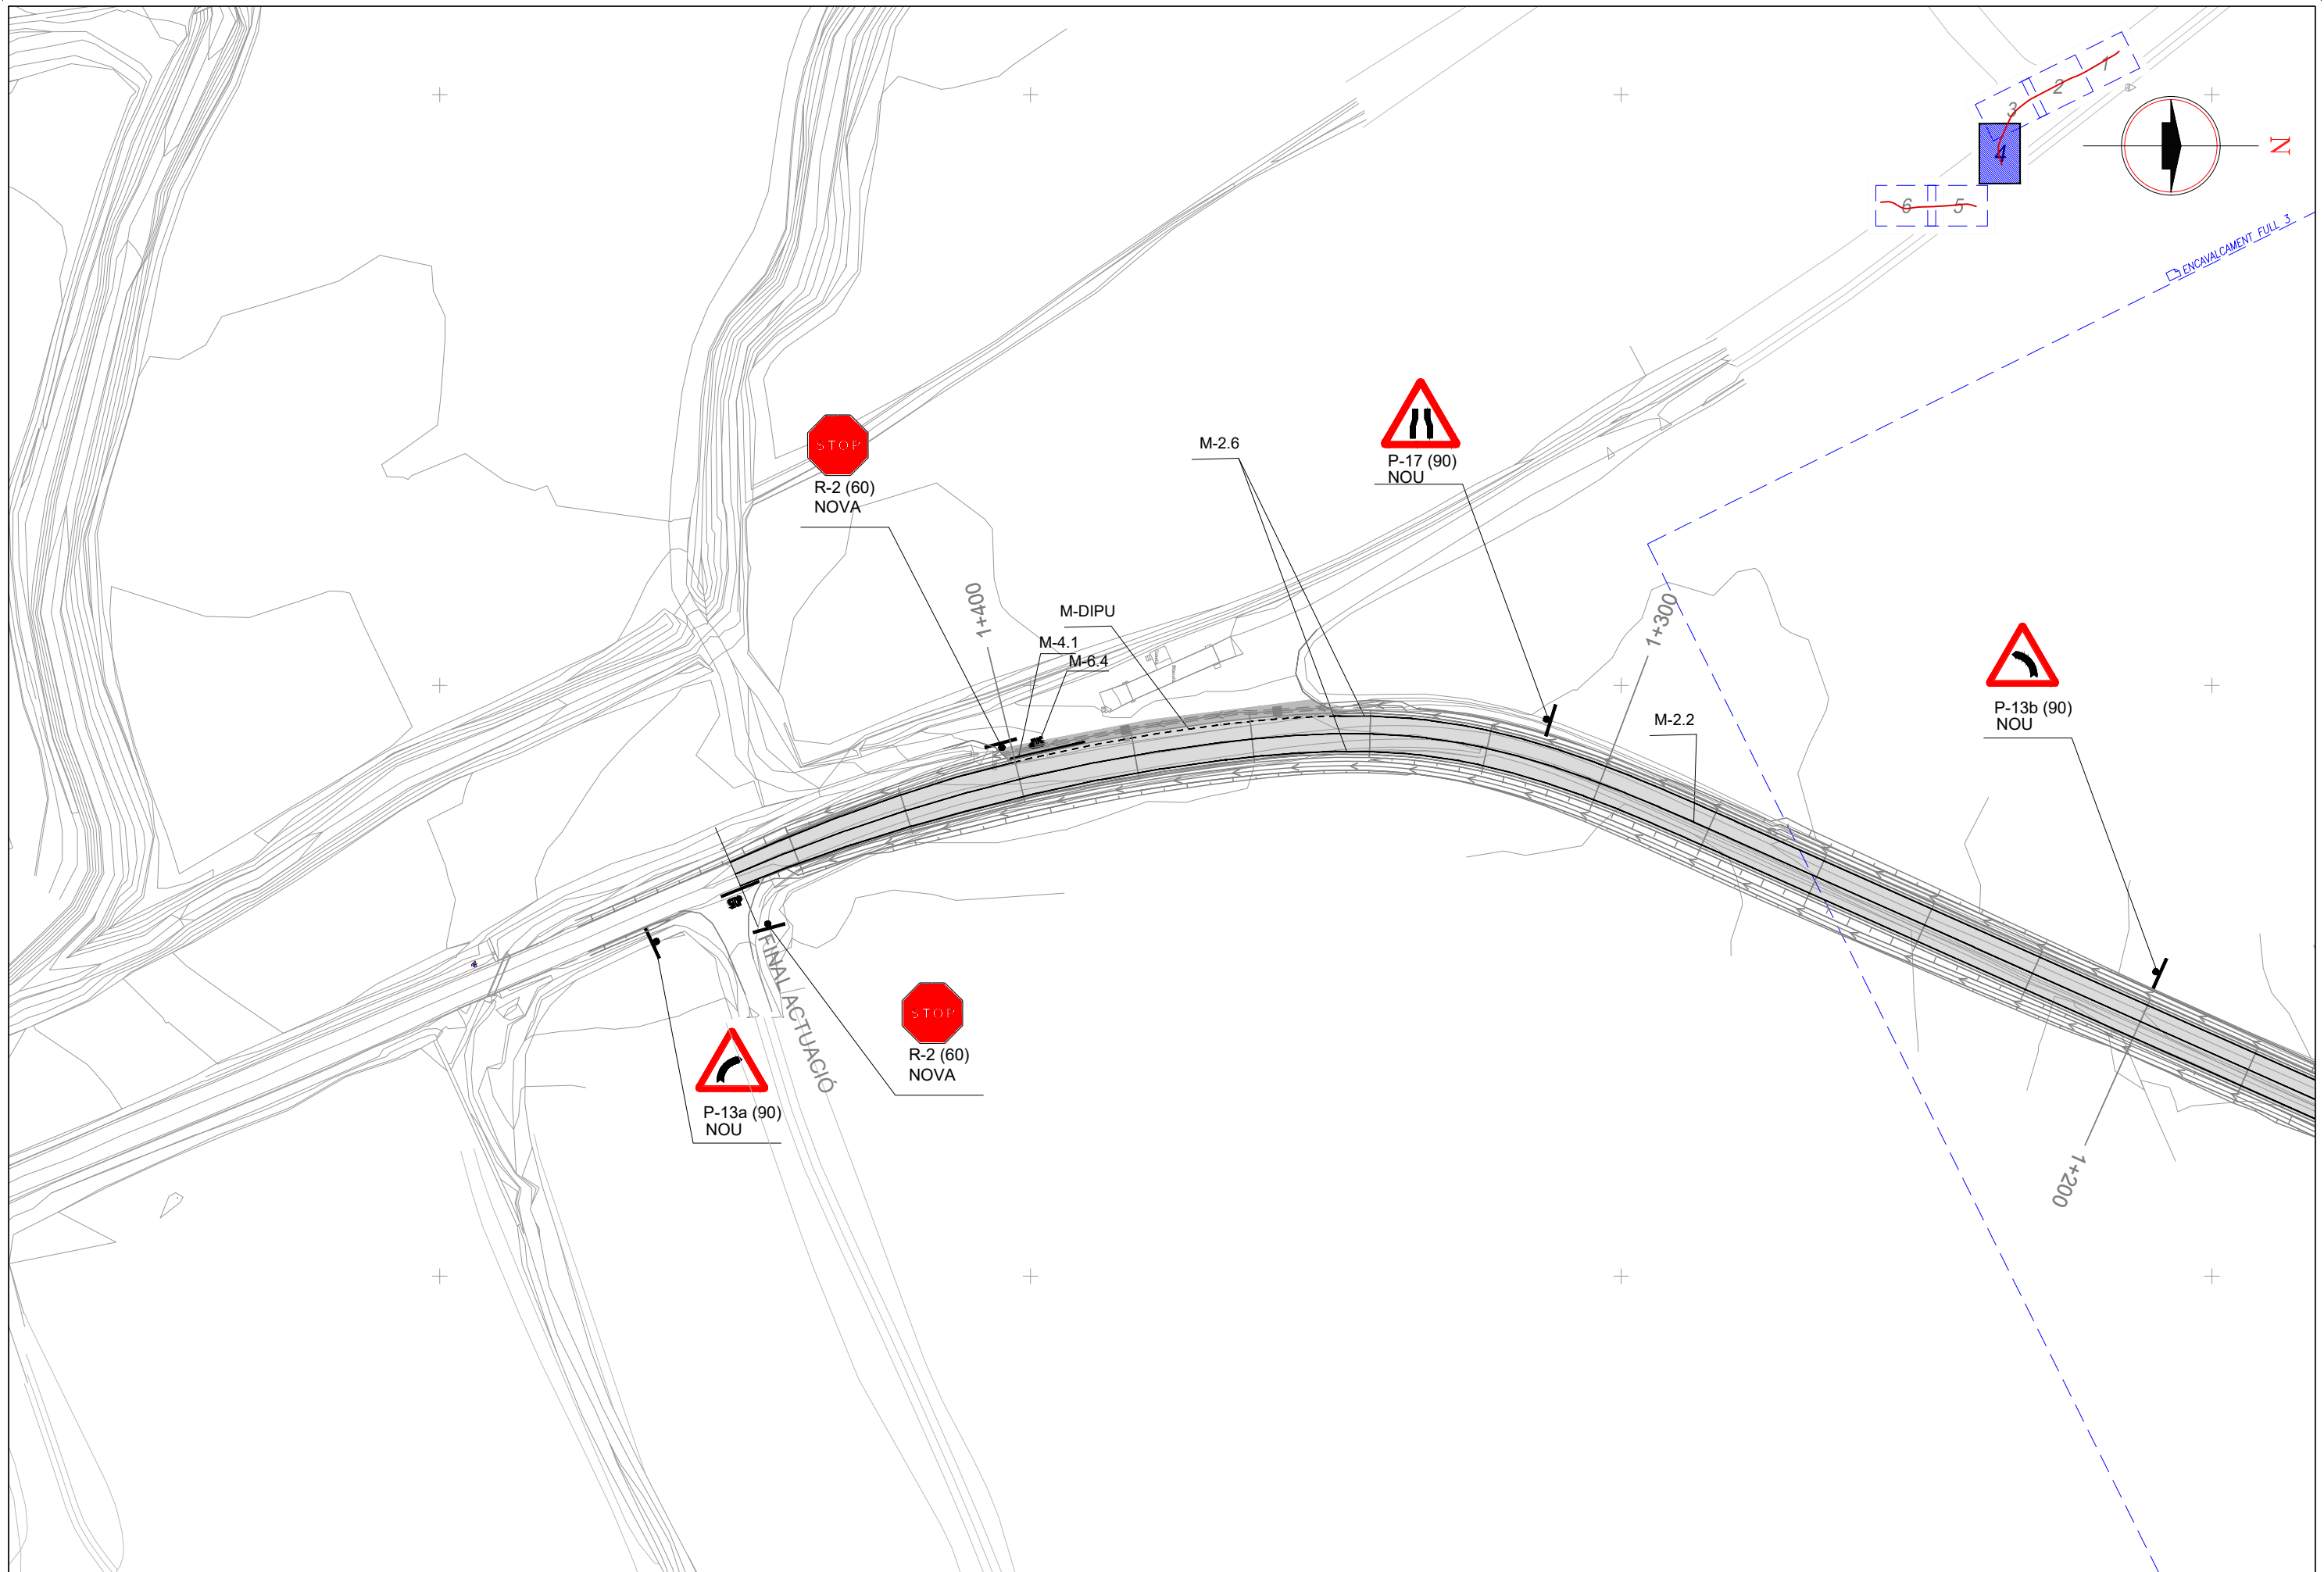 1
2
3
4
5
6
N
ENCAVALCAMENT FULL 3
STOP
R-2 (60)
NOVA
M-2.6
P-17 (90)
NOU
1+400
M-DIPU
M-4.1
M-6.4
1+300
M-2.2
P-13b (90)
NOU
FINAL ACTUACIÓ
STOP
R-2 (60)
NOVA
P-13a (90)
NOU
1+200